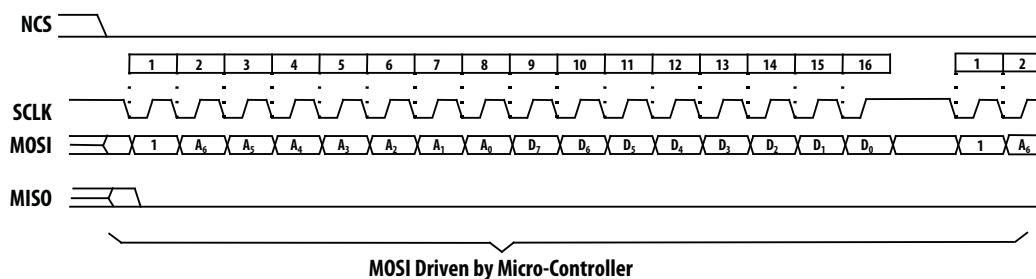 NCS
1 2 3 4 5 6 7 8 9 10 11 12 13 14 15 16 1 2
SCLK
MOSI 1 A₆ A₅ A₄ A₃ A₂ A₁ A₀ D₇ D₆ D₅ D₄ D₃ D₂ D₁ D₀ 1 A₆
MISO
MOSI Driven by Micro-Controller